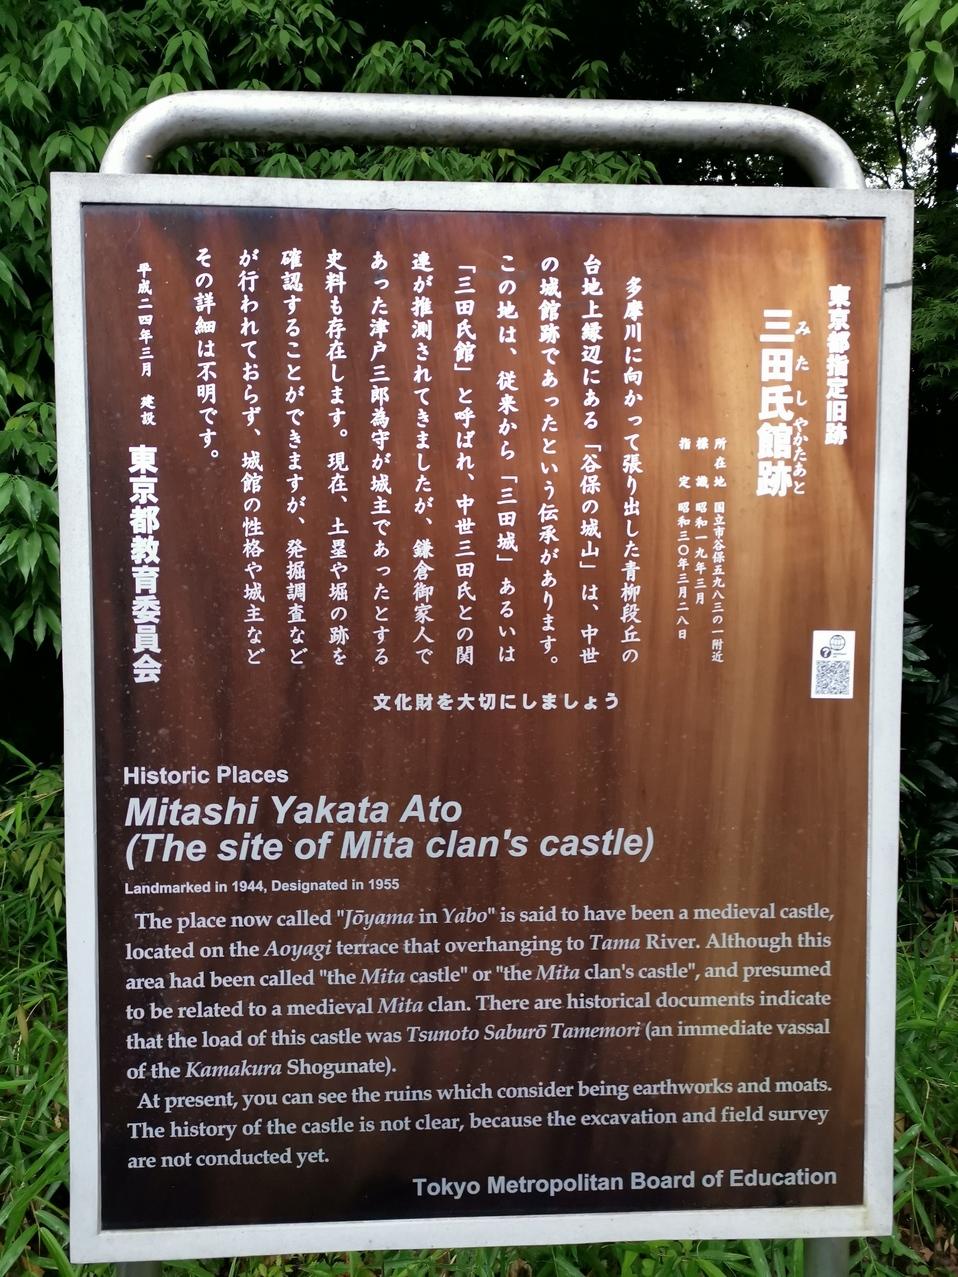 東京都指定旧跡
三田氏館跡
みたしやかたあと
所在地 国立市谷保五九八三の一附近
標識 昭和一九年三月
指定 昭和三〇年三月二八日
多摩川に向かって張り出した青柳段丘の
台地上縁辺にある「谷保の城山」は、中世
の城館跡であったという伝承があります。
この地は、従来から「三田城」あるいは
「三田氏館」と呼ばれ、中世三田氏との関
連が推測されてきましたが、鎌倉御家人で
あった津戸三郎為守が城主であったとする
史料も存在します。現在、土塁や堀の跡を
確認することができますが、発掘調査など
が行われておらず、城館の性格や城主など
その詳細は不明です。
平成二四年三月 建設
東京都教育委員会
文化財を大切にしましょう
Historic Places
Mitashi Yakata Ato
(The site of Mita clan's castle)
Landmarked in 1944, Designated in 1955
The place now called "Jōyama in Yabo" is said to have been a medieval castle,
located on the Aoyagi terrace that overhanging to Tama River. Although this
area had been called "the Mita castle" or "the Mita clan's castle", and presumed
to be related to a medieval Mita clan. There are historical documents indicate
that the load of this castle was Tsunoto Saburō Tamemori (an immediate vassal
of the Kamakura Shogunate).
At present, you can see the ruins which consider being earthworks and moats.
The history of the castle is not clear, because the excavation and field survey
are not conducted yet.
Tokyo Metropolitan Board of Education